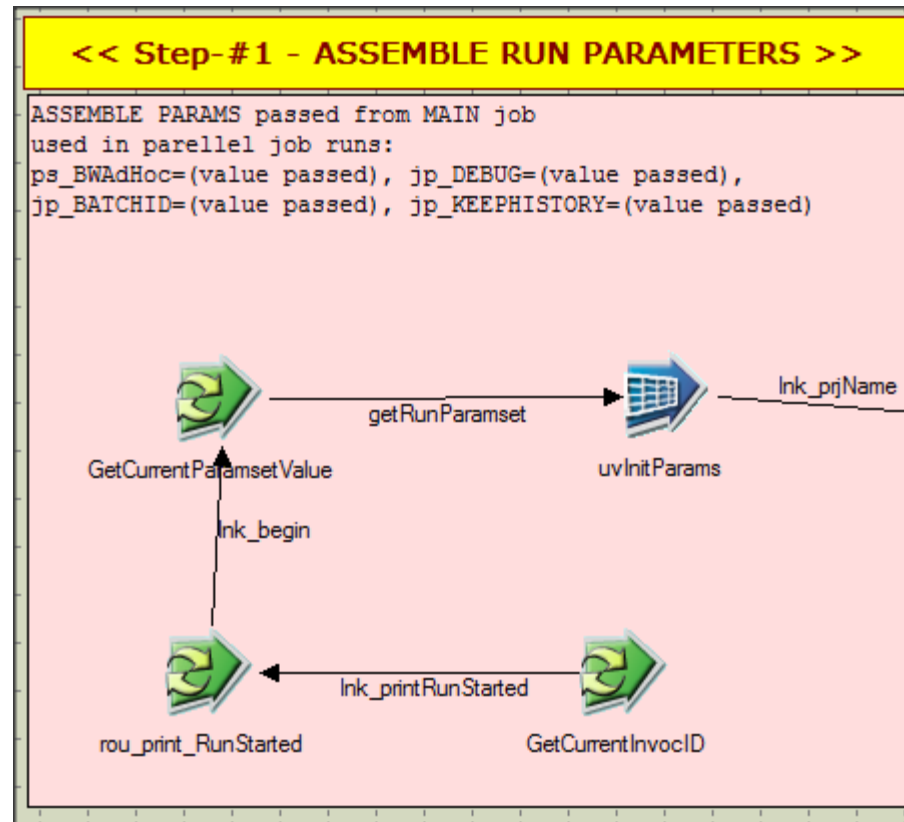 << Step-#1 - ASSEMBLE RUN PARAMETERS >>
ASSEMBLE PARAMS passed from MAIN job
used in parellel job runs:
ps_BWAdHoc=(value passed), jp_DEBUG=(value passed),
jp_BATCHID=(value passed), jp_KEEPHISTORY=(value passed)
lnk_prjName
getRunParamset
GetCurrentParamsetValue
uvInitParams
lnk_begin
lnk_printRunStarted
rou_print_RunStarted
GetCurrentInvocID